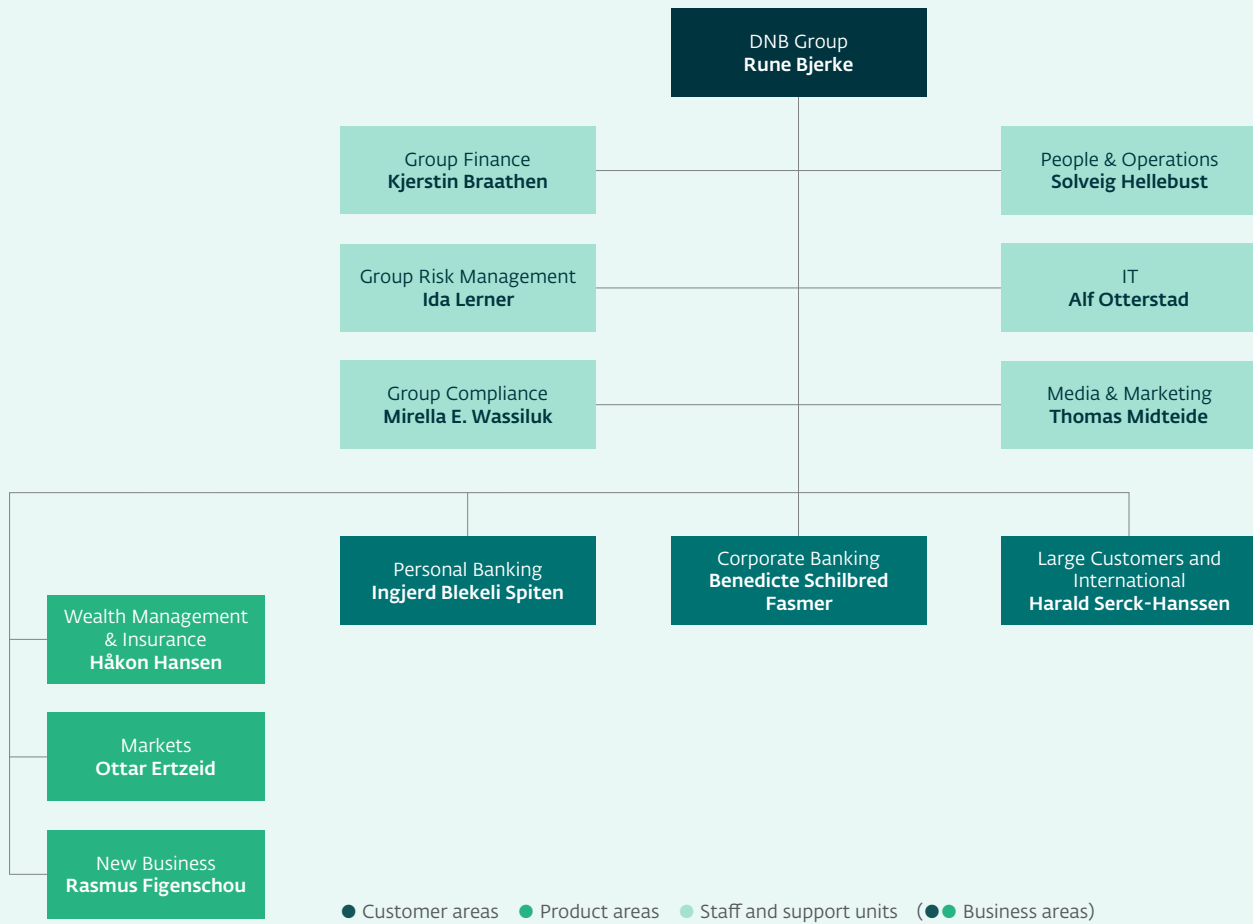 DNB Group
Rune Bjerke
Group Finance
Kjerstin Braathen
People & Operations
Solveig Hellebust
Group Risk Management
Ida Lerner
IT
Alf Otterstad
Group Compliance
Mirella E. Wassiluk
Media & Marketing
Thomas Midteide
Personal Banking
Ingjerd Blekeli Spiten
Corporate Banking
Benedicte Schilbred
Fasmer
Large Customers and
International
Harald Serck-Hanssen
Wealth Management
& Insurance
Håkon Hansen
Markets
Ottar Ertzeid
New Business
Rasmus Figenschou
Customer areas Product areas Staff and support units ( Business areas)